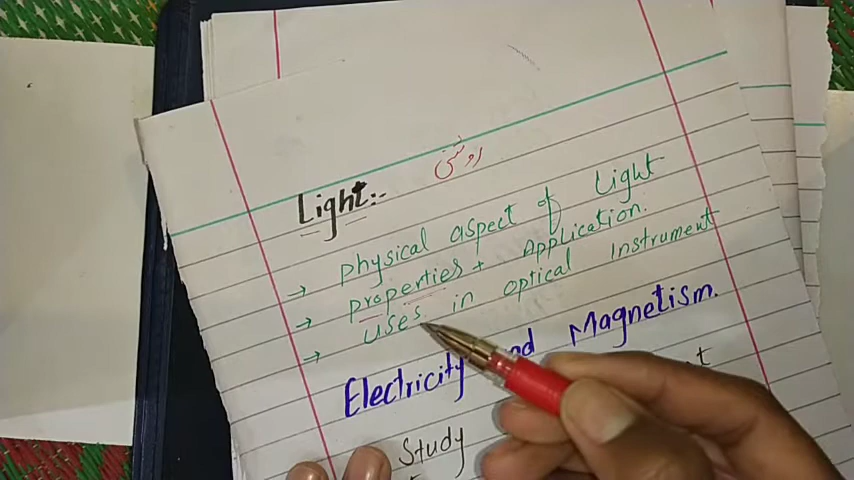 روشنی
Light:-
→ physical aspect of Light
→ properties + Application.
→ uses in optical Instrument
Electricity and Magnetism.
Study